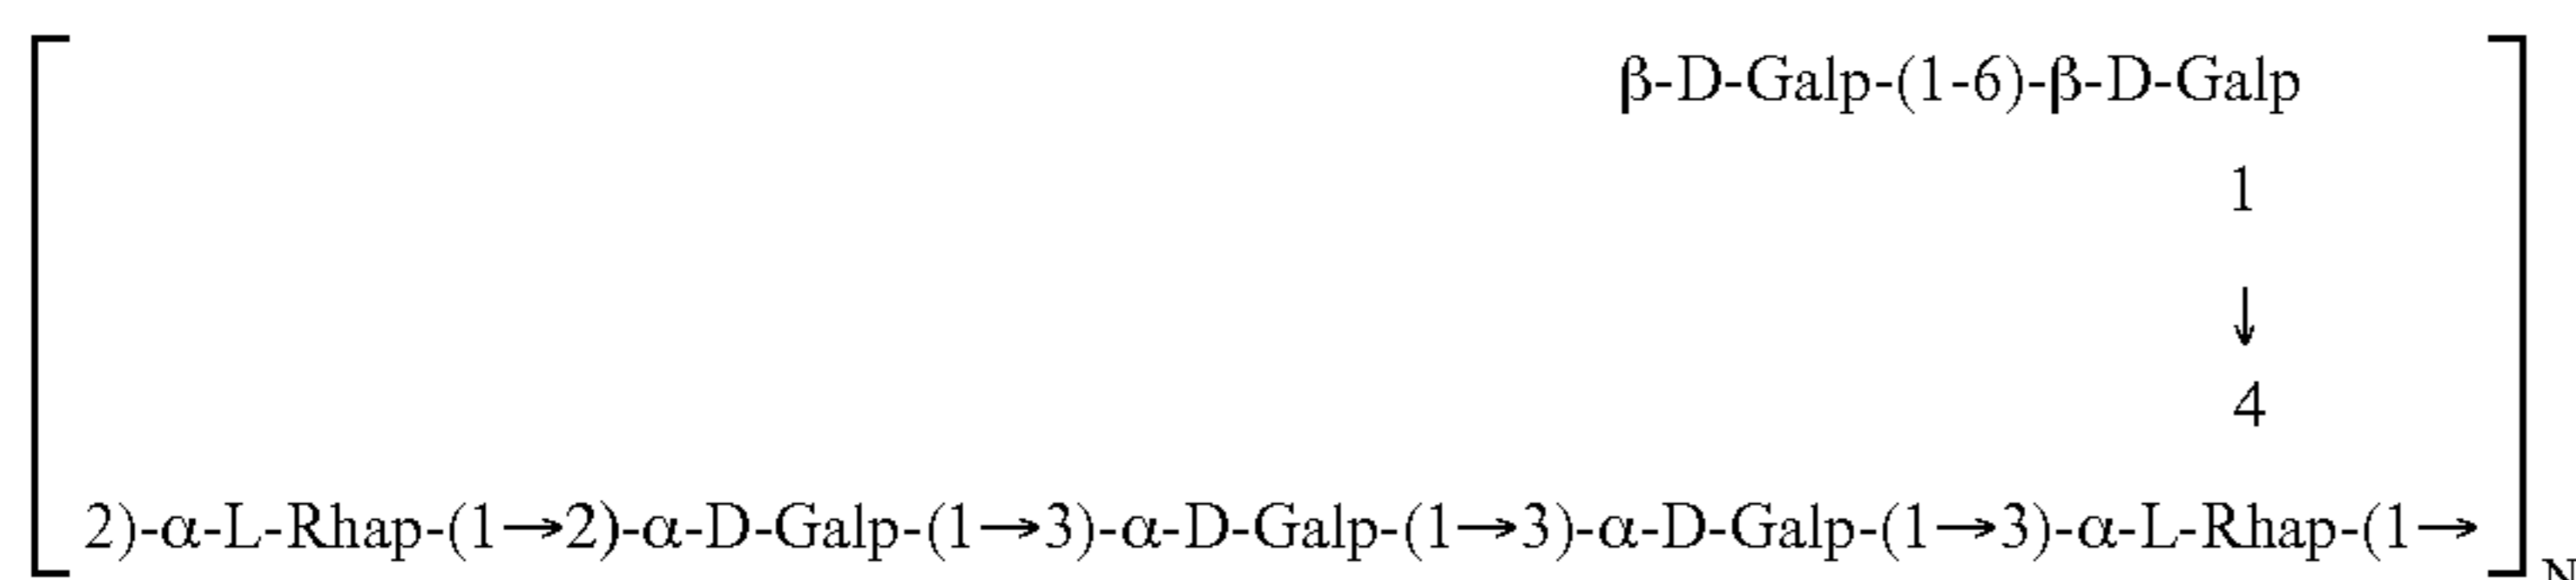 β-D-Galp-(1-6)-β-D-Galp
1
↓
4
2)-α-L-Rhap-(1→2)-α-D-Galp-(1→3)-α-D-Galp-(1→3)-α-D-Galp-(1→3)-α-L-Rhap-(1→
N